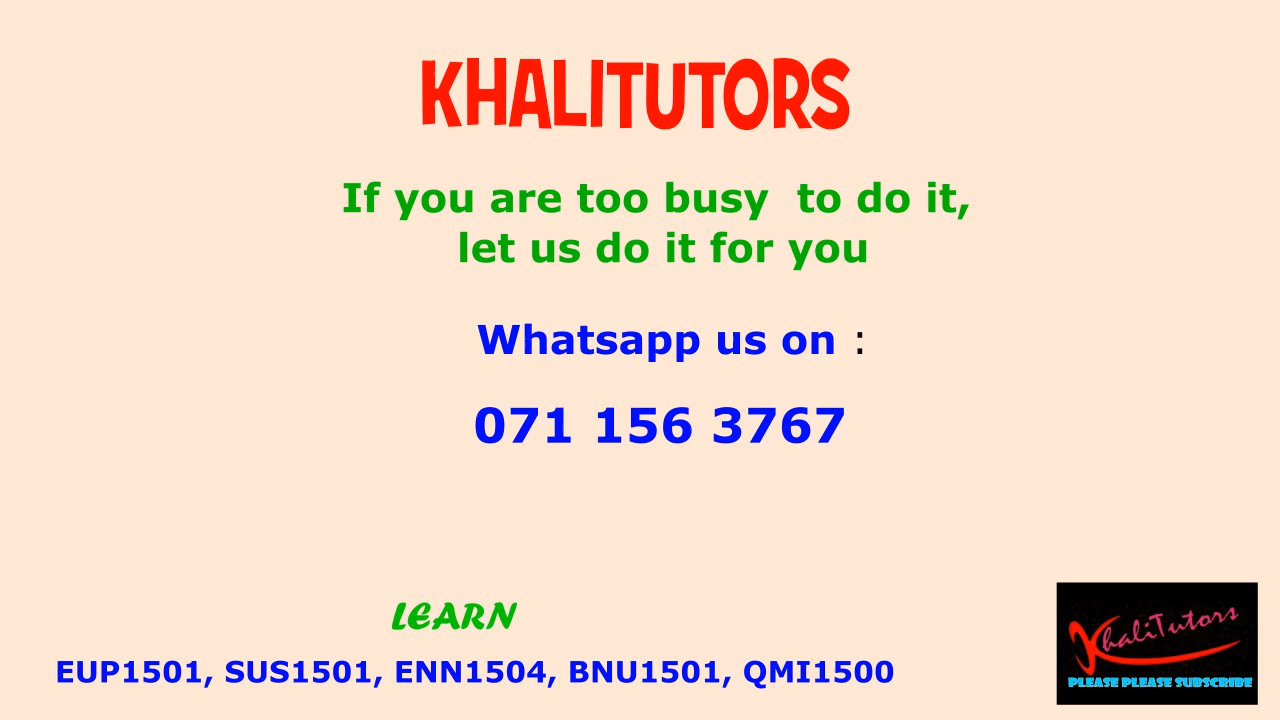 KHALITUTORS
If you are too busy  to do it,
let us do it for you
Whatsapp us on :
071 156 3767
LEARN
EUP1501, SUS1501, ENN1504, BNU1501, QMI1500
KhaliTutors
PLEASE PLEASE SUBSCRIBE